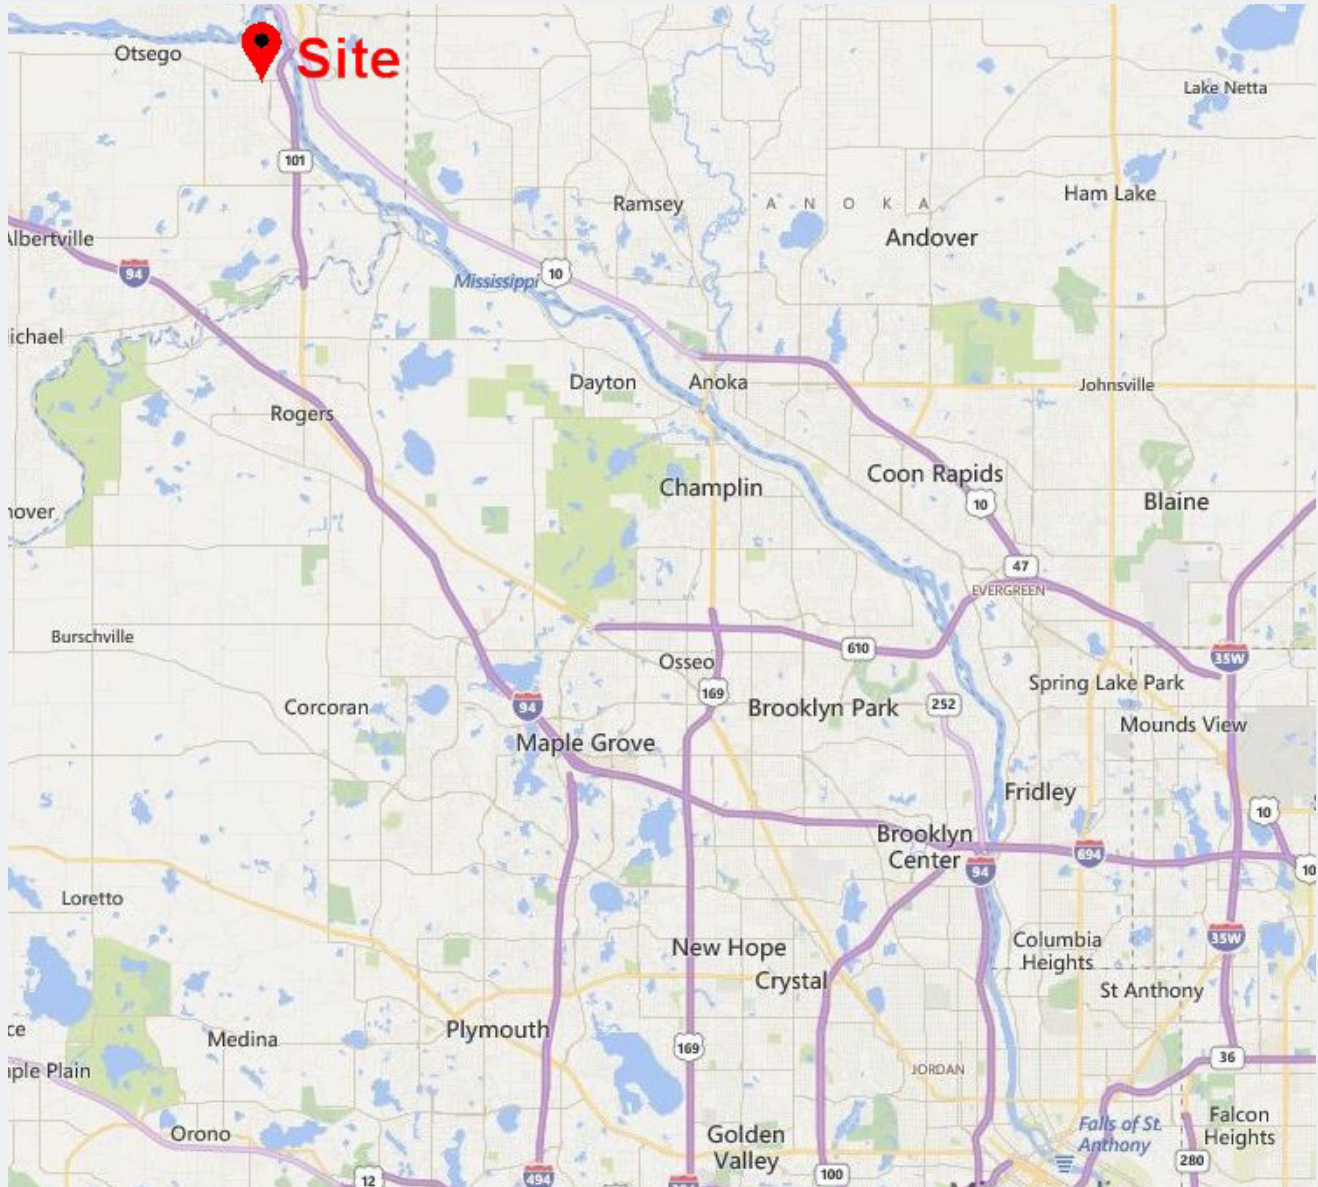 Otsego
Site
Lake Netta
101
Ramsey
A N O K A
Ham Lake
Albertville
Andover
94
Mississippi
10
ichael
Dayton
Anoka
Johnsville
Rogers
Coon Rapids
Champlin
Blaine
10
nover
47
EVERGREEN
Burschville
610
Osseo
35W
169
Spring Lake Park
Corcoran
94
Brooklyn Park
252
Mounds View
Maple Grove
Fridley
10
Brooklyn
Center
694
94
10
Loretto
35W
New Hope
Columbia
Heights
Crystal
St Anthony
ce
Plymouth
Medina
169
36
aple Plain
JORDAN
Orono
Golden
Valley
Falls of St.
Anthony
Falcon
Heights
280
12
494
100